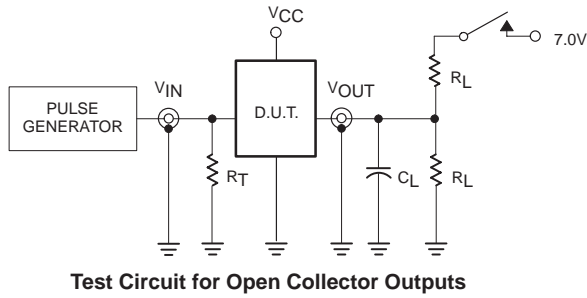 VCC
7.0V
RL
VIN
VOUT
PULSE
GENERATOR
D.U.T.
RT
CL
RL
Test Circuit for Open Collector Outputs